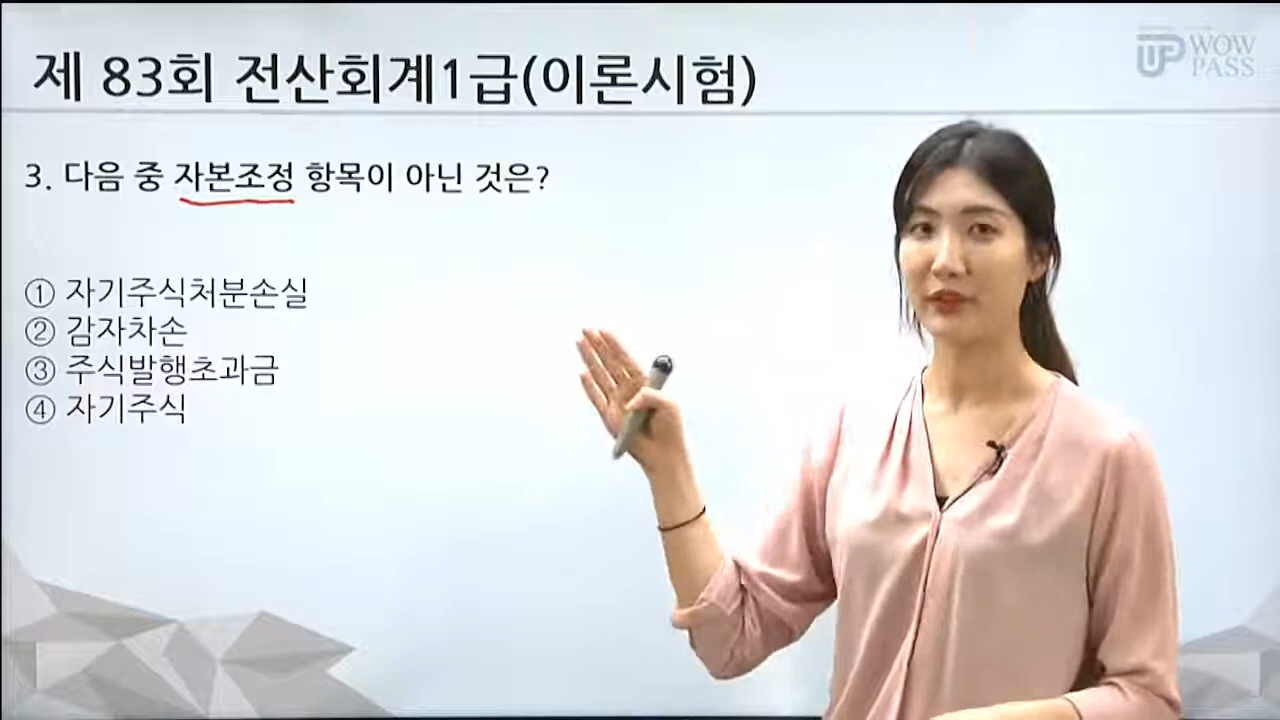 제 83회 전산회계1급(이론시험)
UP WOW
PASS
3. 다음 중 자본조정 항목이 아닌 것은?
① 자기주식처분손실
② 감자차손
③ 주식발행초과금
④ 자기주식